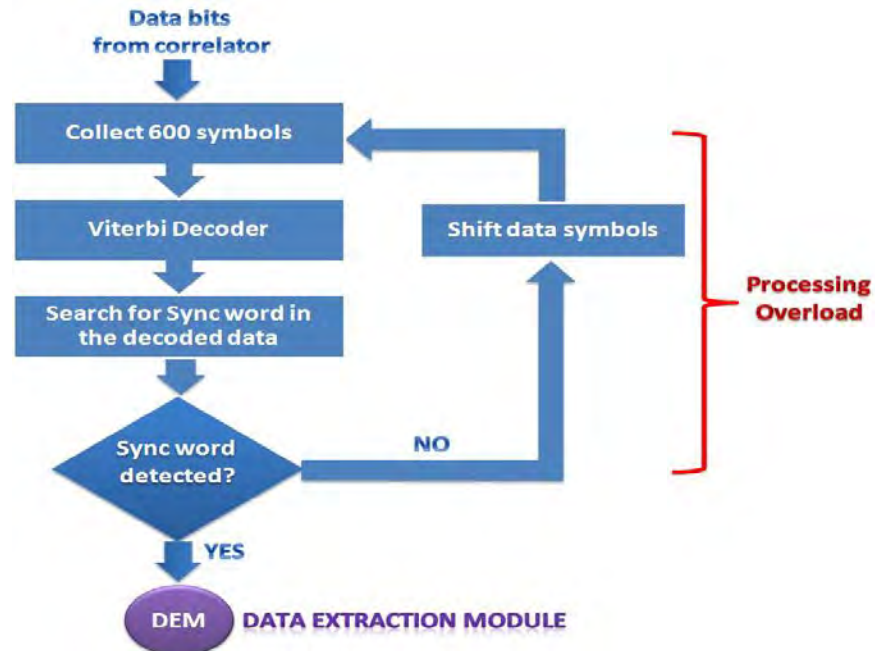 Data bits
from correlator
Collect 600 symbols
Viterbi Decoder
Shift data symbols
Search for Sync word in
the decoded data
Processing
Overload
Sync word
detected?
NO
YES
DEM
DATA EXTRACTION MODULE